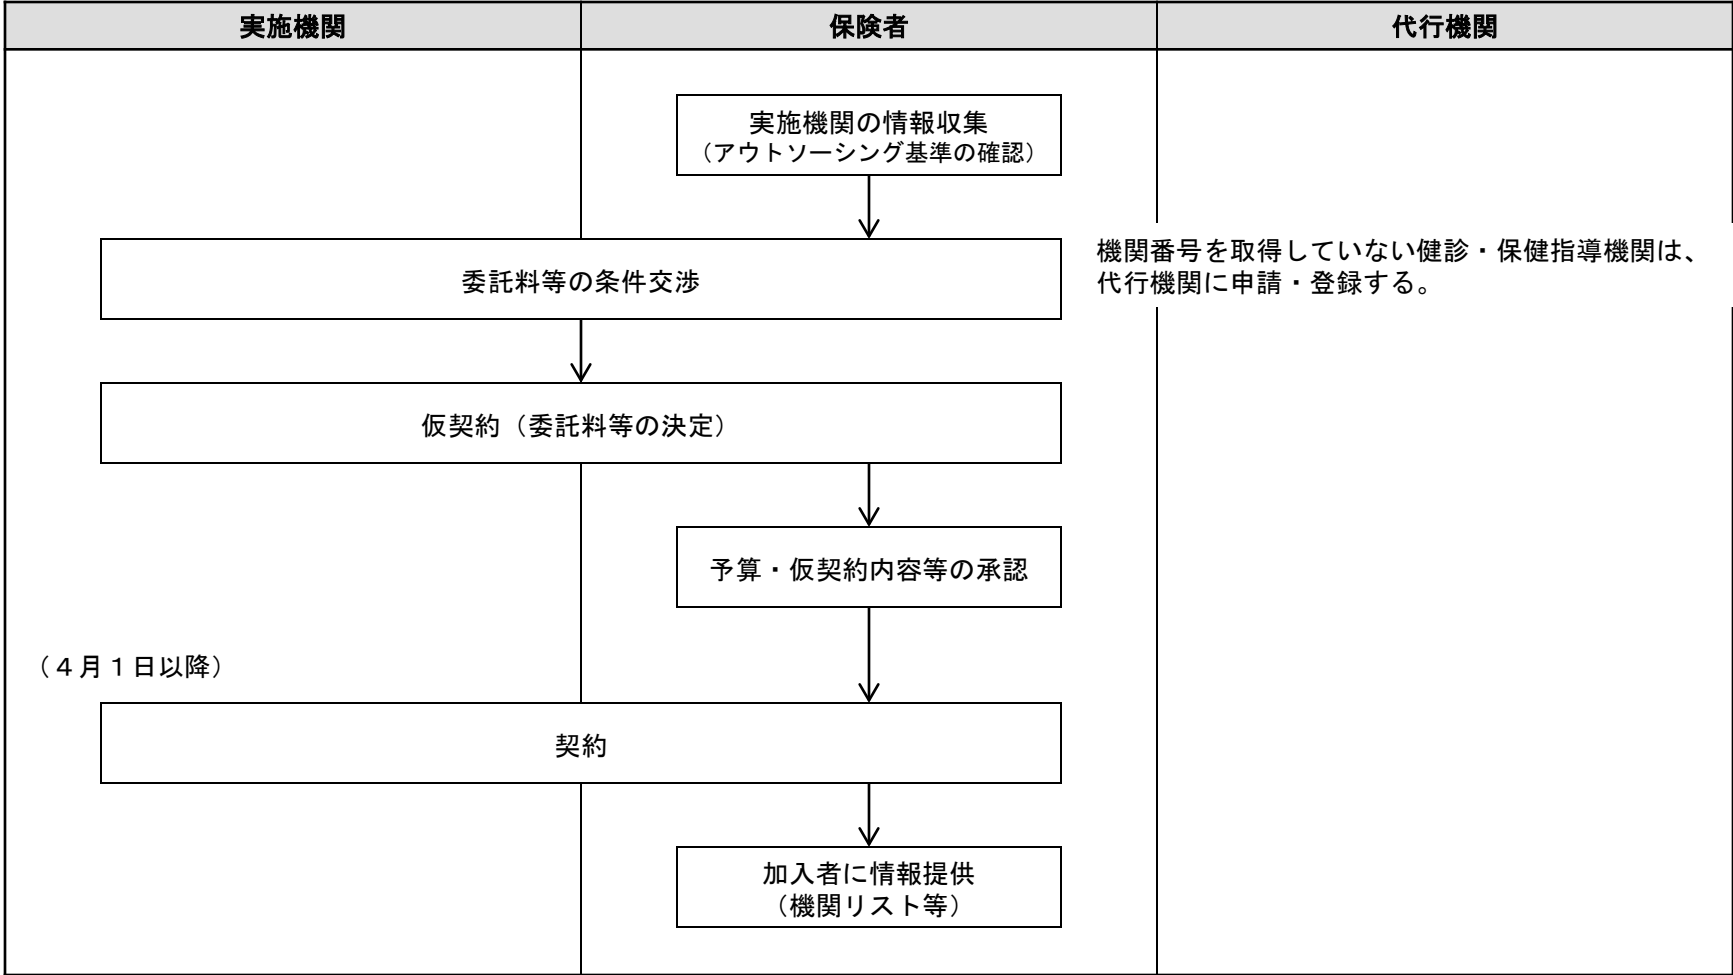 実施機関
保険者
代行機関
実施機関の情報収集
（アウトソーシング基準の確認）
委託料等の条件交渉
機関番号を取得していない健診・保健指導機関は、
代行機関に申請・登録する。
仮契約（委託料等の決定）
予算・仮契約内容等の承認
（４月１日以降）
契約
加入者に情報提供
（機関リスト等）